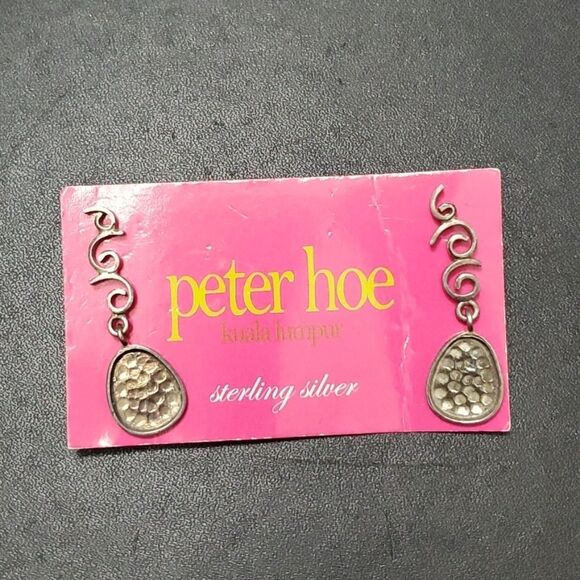 peter hoe
kuala lumpur
sterling silver